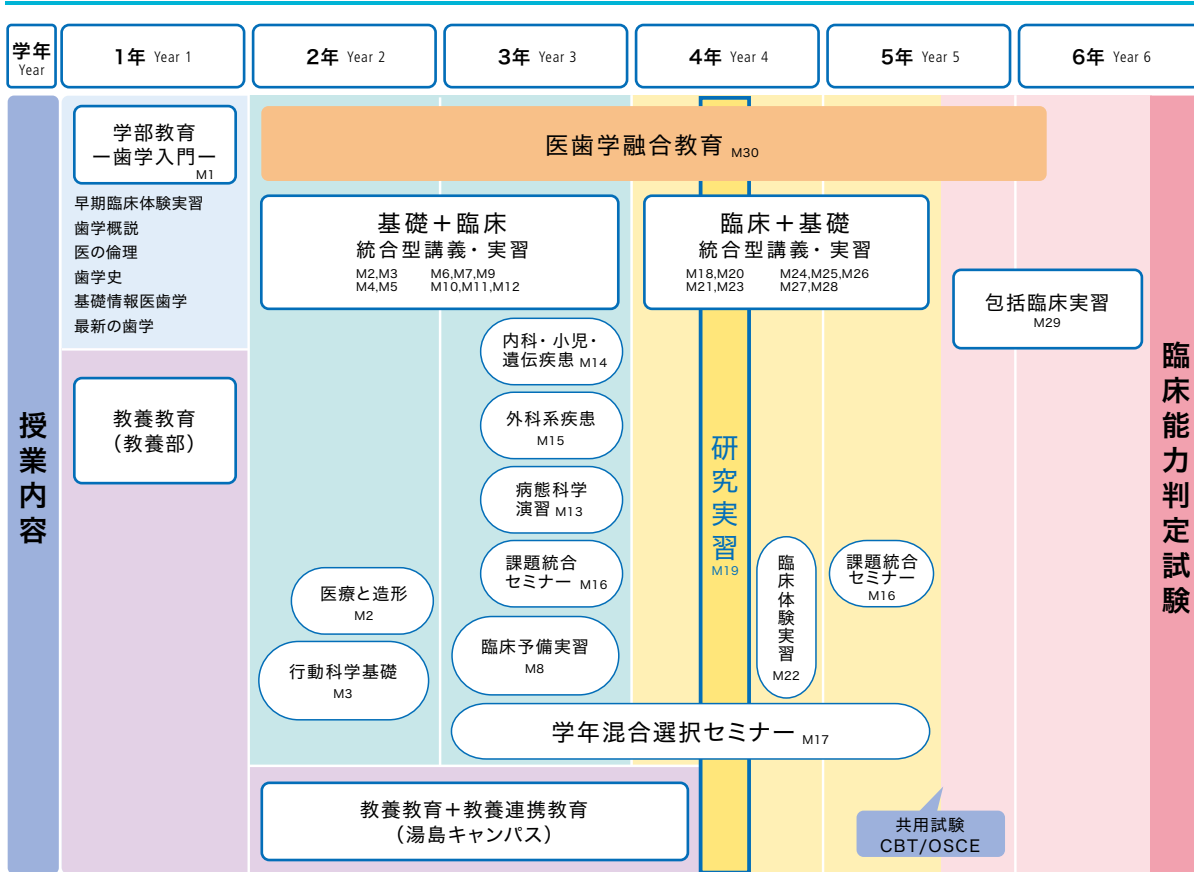 学年
Year
1年 Year 1
2年 Year 2
3年 Year 3
4年 Year 4
5年 Year 5
6年 Year 6
授業内容
学部教育
―歯学入門―
M1
早期臨床体験実習
歯学概説
医の倫理
歯学史
基礎情報医歯学
最新の歯学
教養教育
(教養部)
医歯学融合教育 M30
基礎+臨床
統合型講義・実習
M2,M3 M6,M7,M9
M4,M5 M10,M11,M12
臨床+基礎
統合型講義・実習
M18,M20 M24,M25,M26
M21,M23 M27,M28
包括臨床実習
M29
内科・小児・
遺伝疾患 M14
外科系疾患
M15
病態科学
演習 M13
課題統合
セミナー M16
医療と造形
M2
行動科学基礎
M3
臨床予備実習
M8
研究実習
M19
臨床体験実習
M22
課題統合
セミナー M16
学年混合選択セミナー M17
教養教育+教養連携教育
(湯島キャンパス)
共用試験
CBT/OSCE
臨床能力判定試験